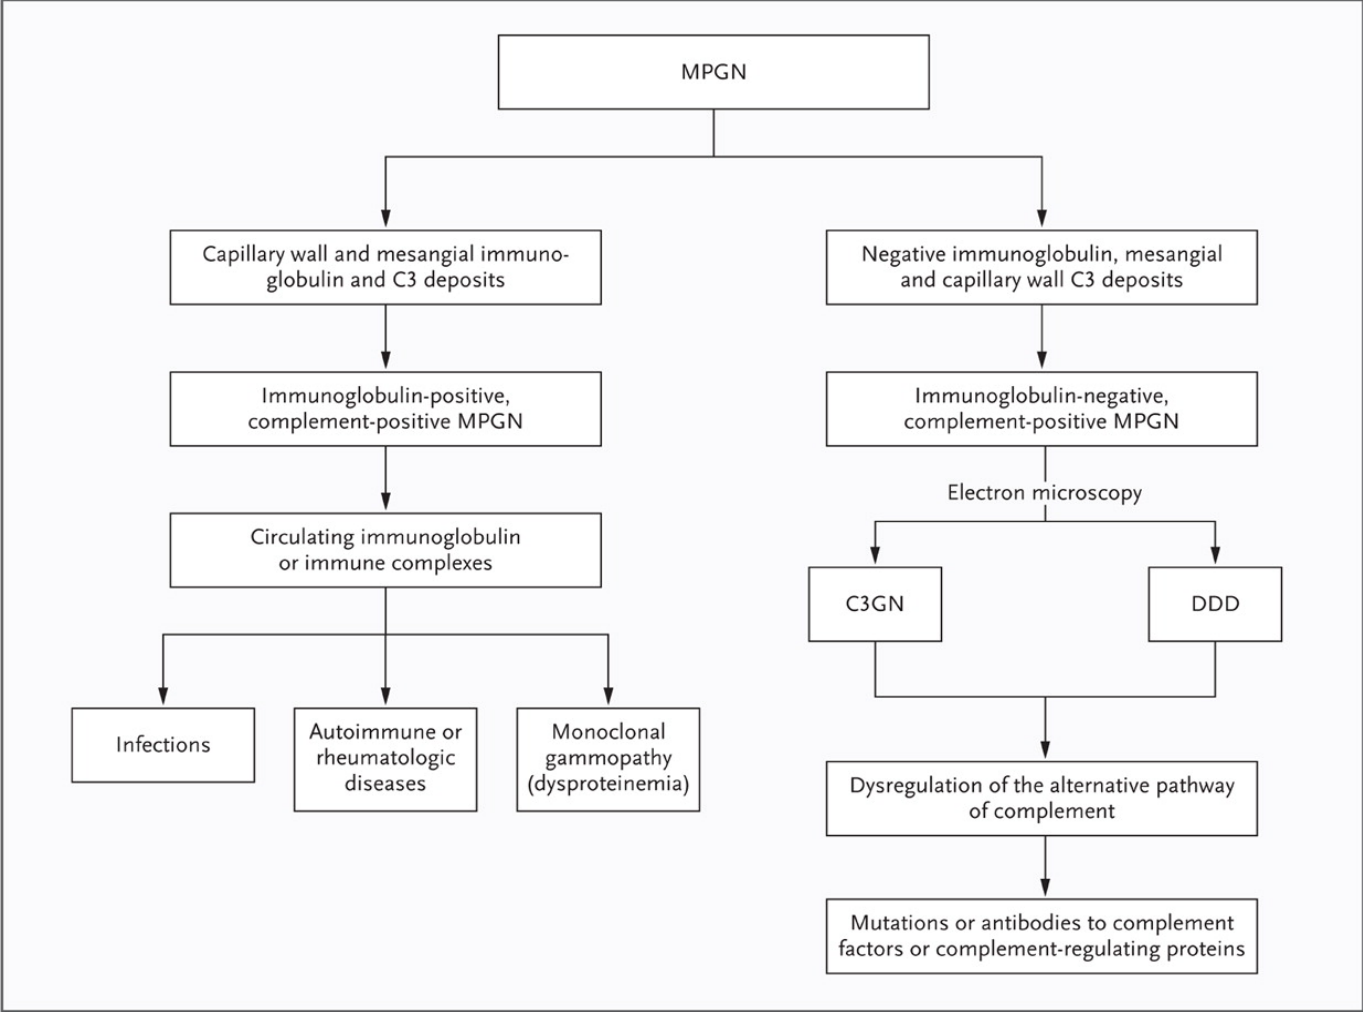 MPGN
Capillary wall and mesangial immuno-
globulin and C3 deposits
Negative immunoglobulin, mesangial
and capillary wall C3 deposits
Immunoglobulin-positive,
complement-positive MPGN
Immunoglobulin-negative,
complement-positive MPGN
Electron microscopy
Circulating immunoglobulin
or immune complexes
C3GN
DDD
Infections
Autoimmune or
rheumatologic
diseases
Monoclonal
gammopathy
(dysproteinemia)
Dysregulation of the alternative pathway
of complement
Mutations or antibodies to complement
factors or complement-regulating proteins